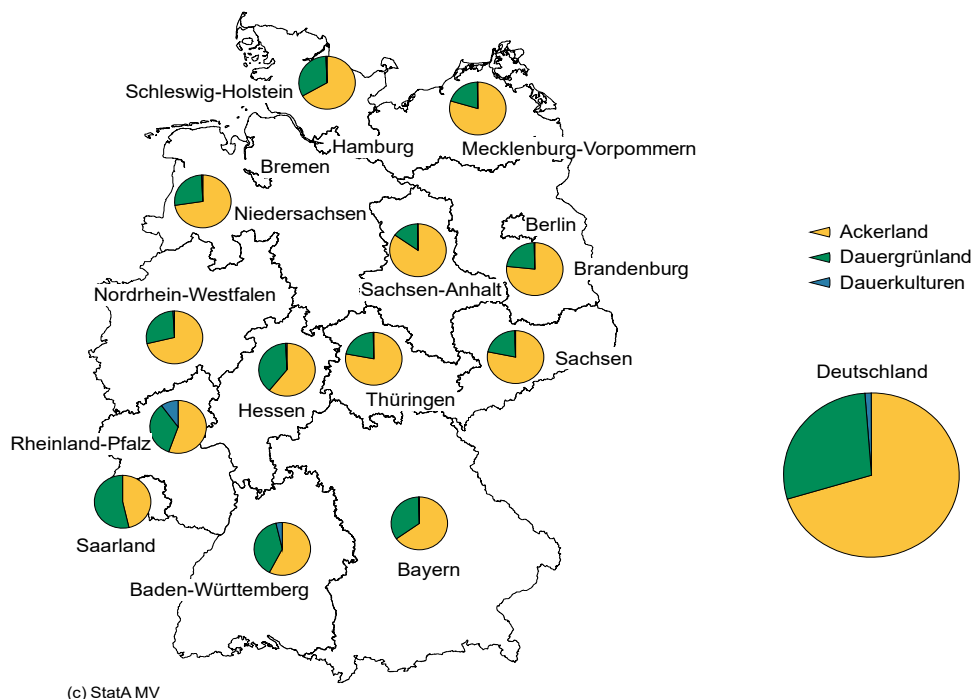 Schleswig-Holstein
Hamburg
Mecklenburg-Vorpommern
Bremen
Niedersachsen
Berlin
Ackerland
Dauergrünland
Dauerkulturen
Brandenburg
Sachsen-Anhalt
Nordrhein-Westfalen
Sachsen
Deutschland
Thüringen
Hessen
Rheinland-Pfalz
Saarland
Bayern
Baden-Württemberg
(c) StatA MV